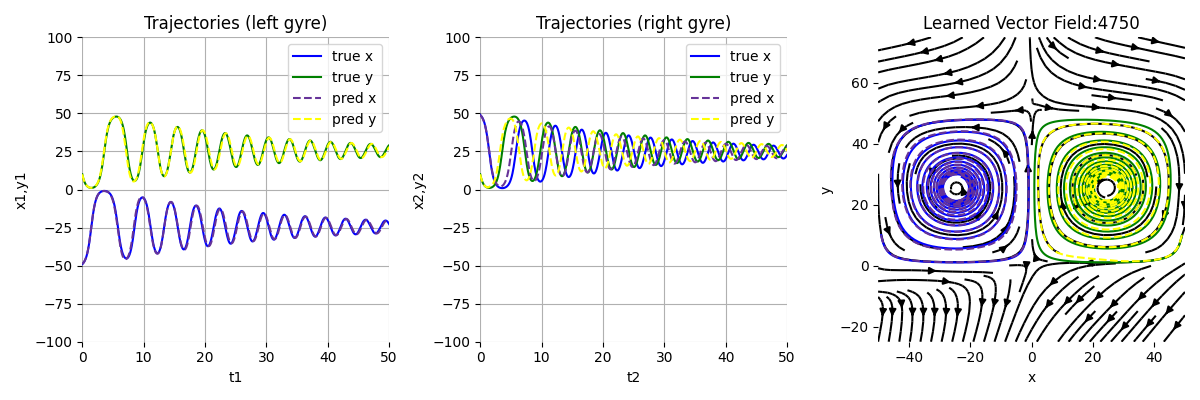 Trajectories (left gyre)
100
75
50
25
0
−25
−50
−75
−100
0 10 20 30 40 50
x1,y1
t1
true x
true y
pred x
pred y
Trajectories (right gyre)
100
75
50
25
0
−25
−50
−75
−100
0 10 20 30 40 50
x2,y2
t2
true x
true y
pred x
pred y
Learned Vector Field:4750
60
40
20
0
−20
−40 −20 0 20 40
y
x